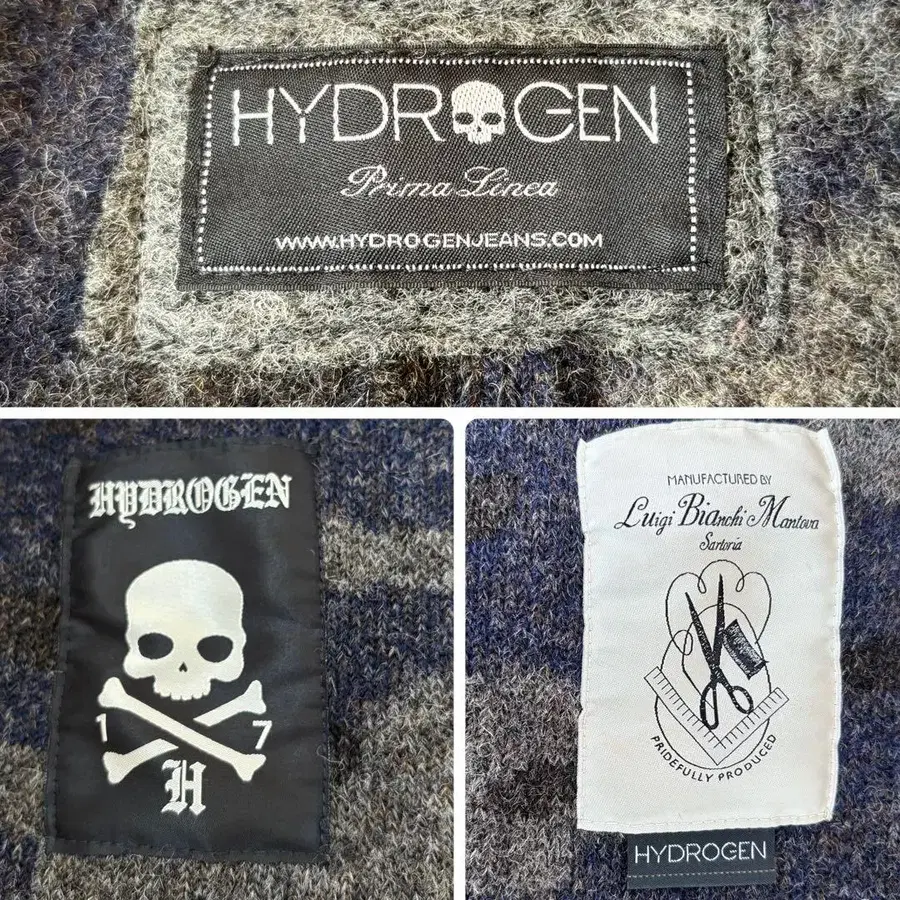 HYDROGEN
Prima Linea
WWW.HYDROGENJEANS.COM
HYDROGEN
1 7
H
MANUFACTURED BY
Luigi Bianchi Mantova
Sartoria
PRIDEFULLY PRODUCED
HYDROGEN